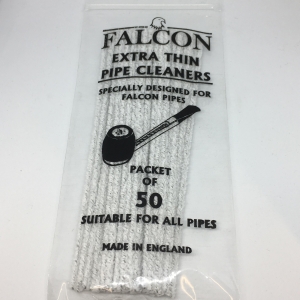 FALCON
EXTRA THIN
PIPE CLEANERS
SPECIALLY DESIGNED FOR
FALCON PIPES
PACKET
OF
50
SUITABLE FOR ALL PIPES
MADE IN ENGLAND